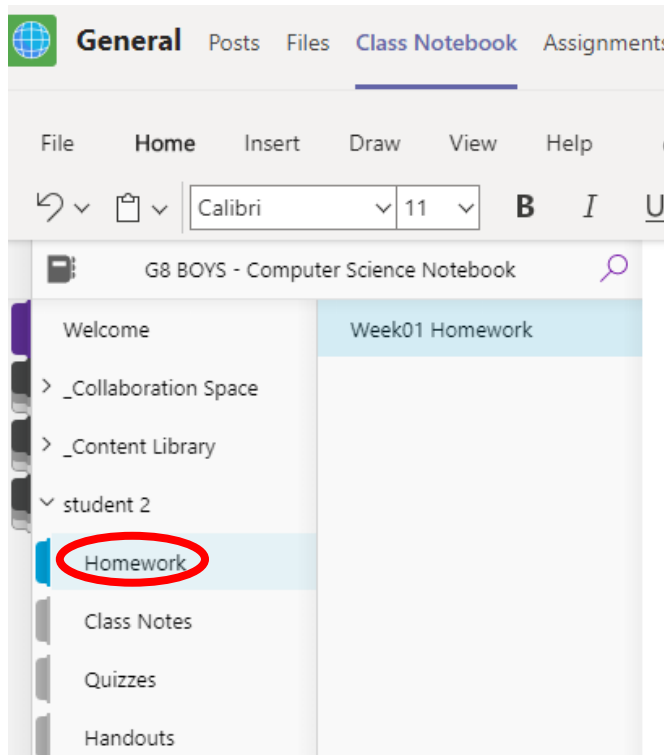 General Posts Files Class Notebook Assignments
File Home Insert Draw View Help
Calibri 11 B I U
G8 BOYS - Computer Science Notebook
Welcome
Week01 Homework
_Collaboration Space
_Content Library
student 2
Homework
Class Notes
Quizzes
Handouts